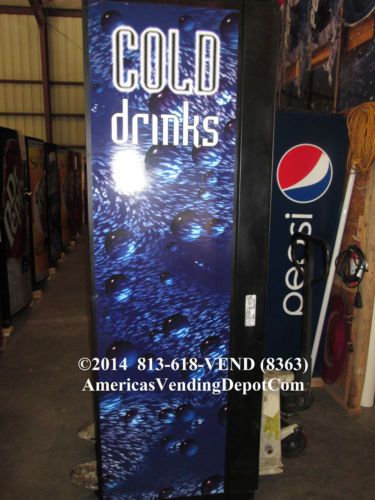 COLD
drinks
pepsi
©2014 813-618-VEND (8363)
AmericasVendingDepotCom